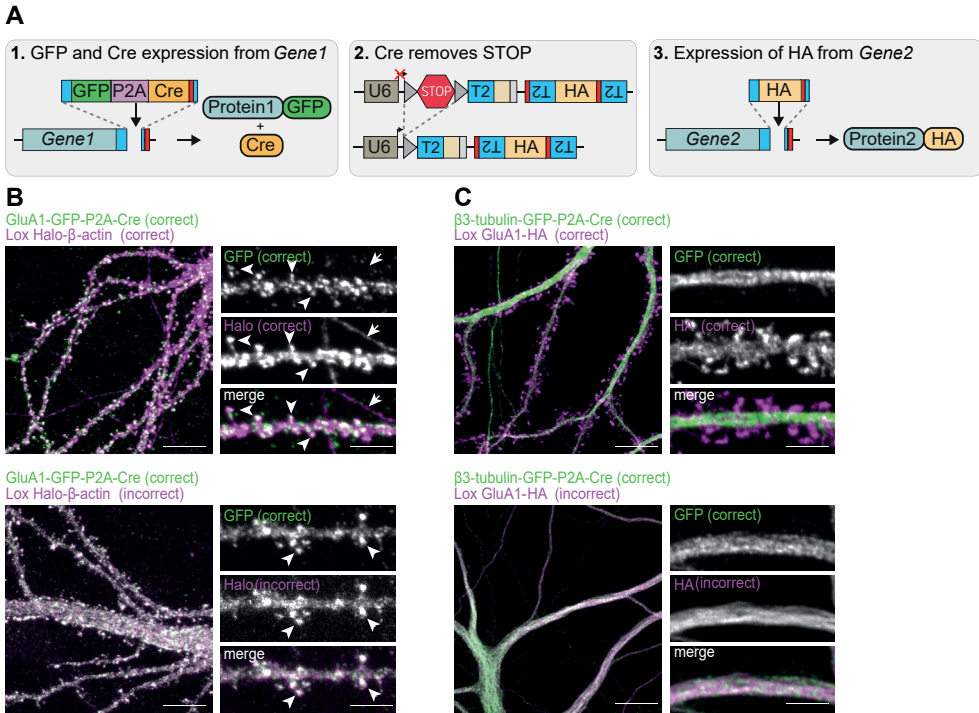 A
1. GFP and Cre expression from Gene1
GFP P2A Cre
Gene1
Protein1 GFP
+
Cre
2. Cre removes STOP
U6 STOP T2 T2 HA T2
U6 T2 T2 HA T2
3. Expression of HA from Gene2
HA
Gene2
Protein2 HA
B
GluA1-GFP-P2A-Cre (correct)
Lox Halo-β-actin (correct)
GFP (correct)
Halo (correct)
merge
GluA1-GFP-P2A-Cre (correct)
Lox Halo-β-actin (incorrect)
GFP (correct)
Halo (incorrect)
merge
C
β3-tubulin-GFP-P2A-Cre (correct)
Lox GluA1-HA (correct)
GFP (correct)
HA (correct)
merge
β3-tubulin-GFP-P2A-Cre (correct)
Lox GluA1-HA (incorrect)
GFP (correct)
HA (incorrect)
merge